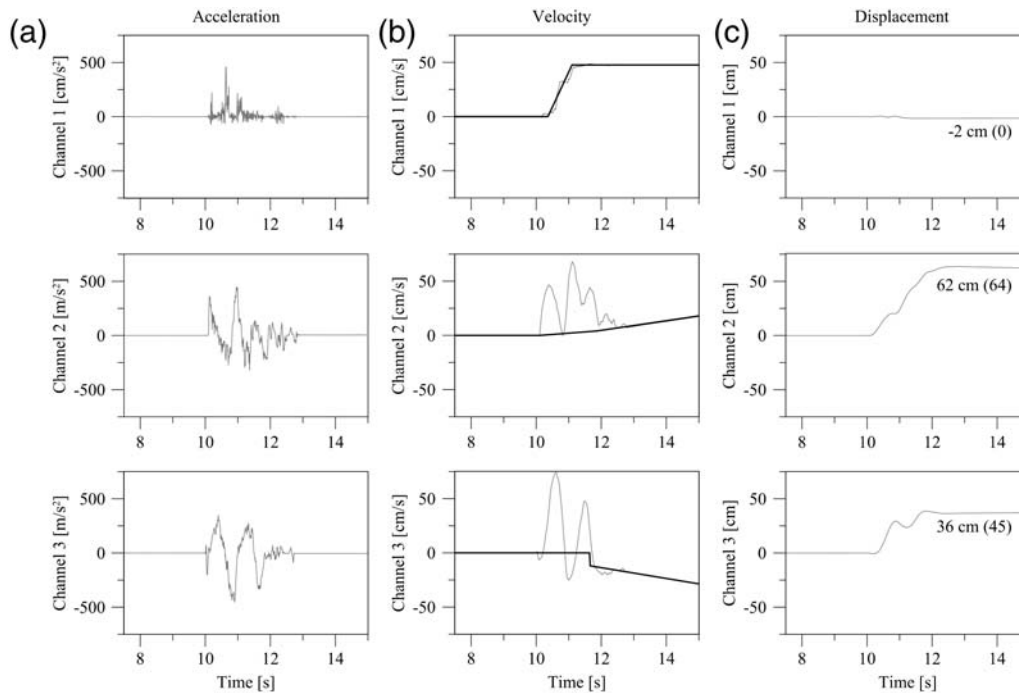 (a)
Acceleration
Channel 1 [cm/s²]
500
0
-500
8 10 12 14
Channel 2 [m/s²]
500
0
-500
8 10 12 14
Channel 3 [m/s²]
500
0
-500
8 10 12 14
Time [s]
(b)
Velocity
Channel 1 [cm/s]
50
0
-50
8 10 12 14
Channel 2 [cm/s]
50
0
-50
8 10 12 14
Channel 3 [cm/s]
50
0
-50
8 10 12 14
Time [s]
(c)
Displacement
Channel 1 [cm]
50
0
-50
-2 cm (0)
8 10 12 14
Channel 2 [cm]
50
0
-50
62 cm (64)
8 10 12 14
Channel 3 [cm]
50
0
-50
36 cm (45)
8 10 12 14
Time [s]